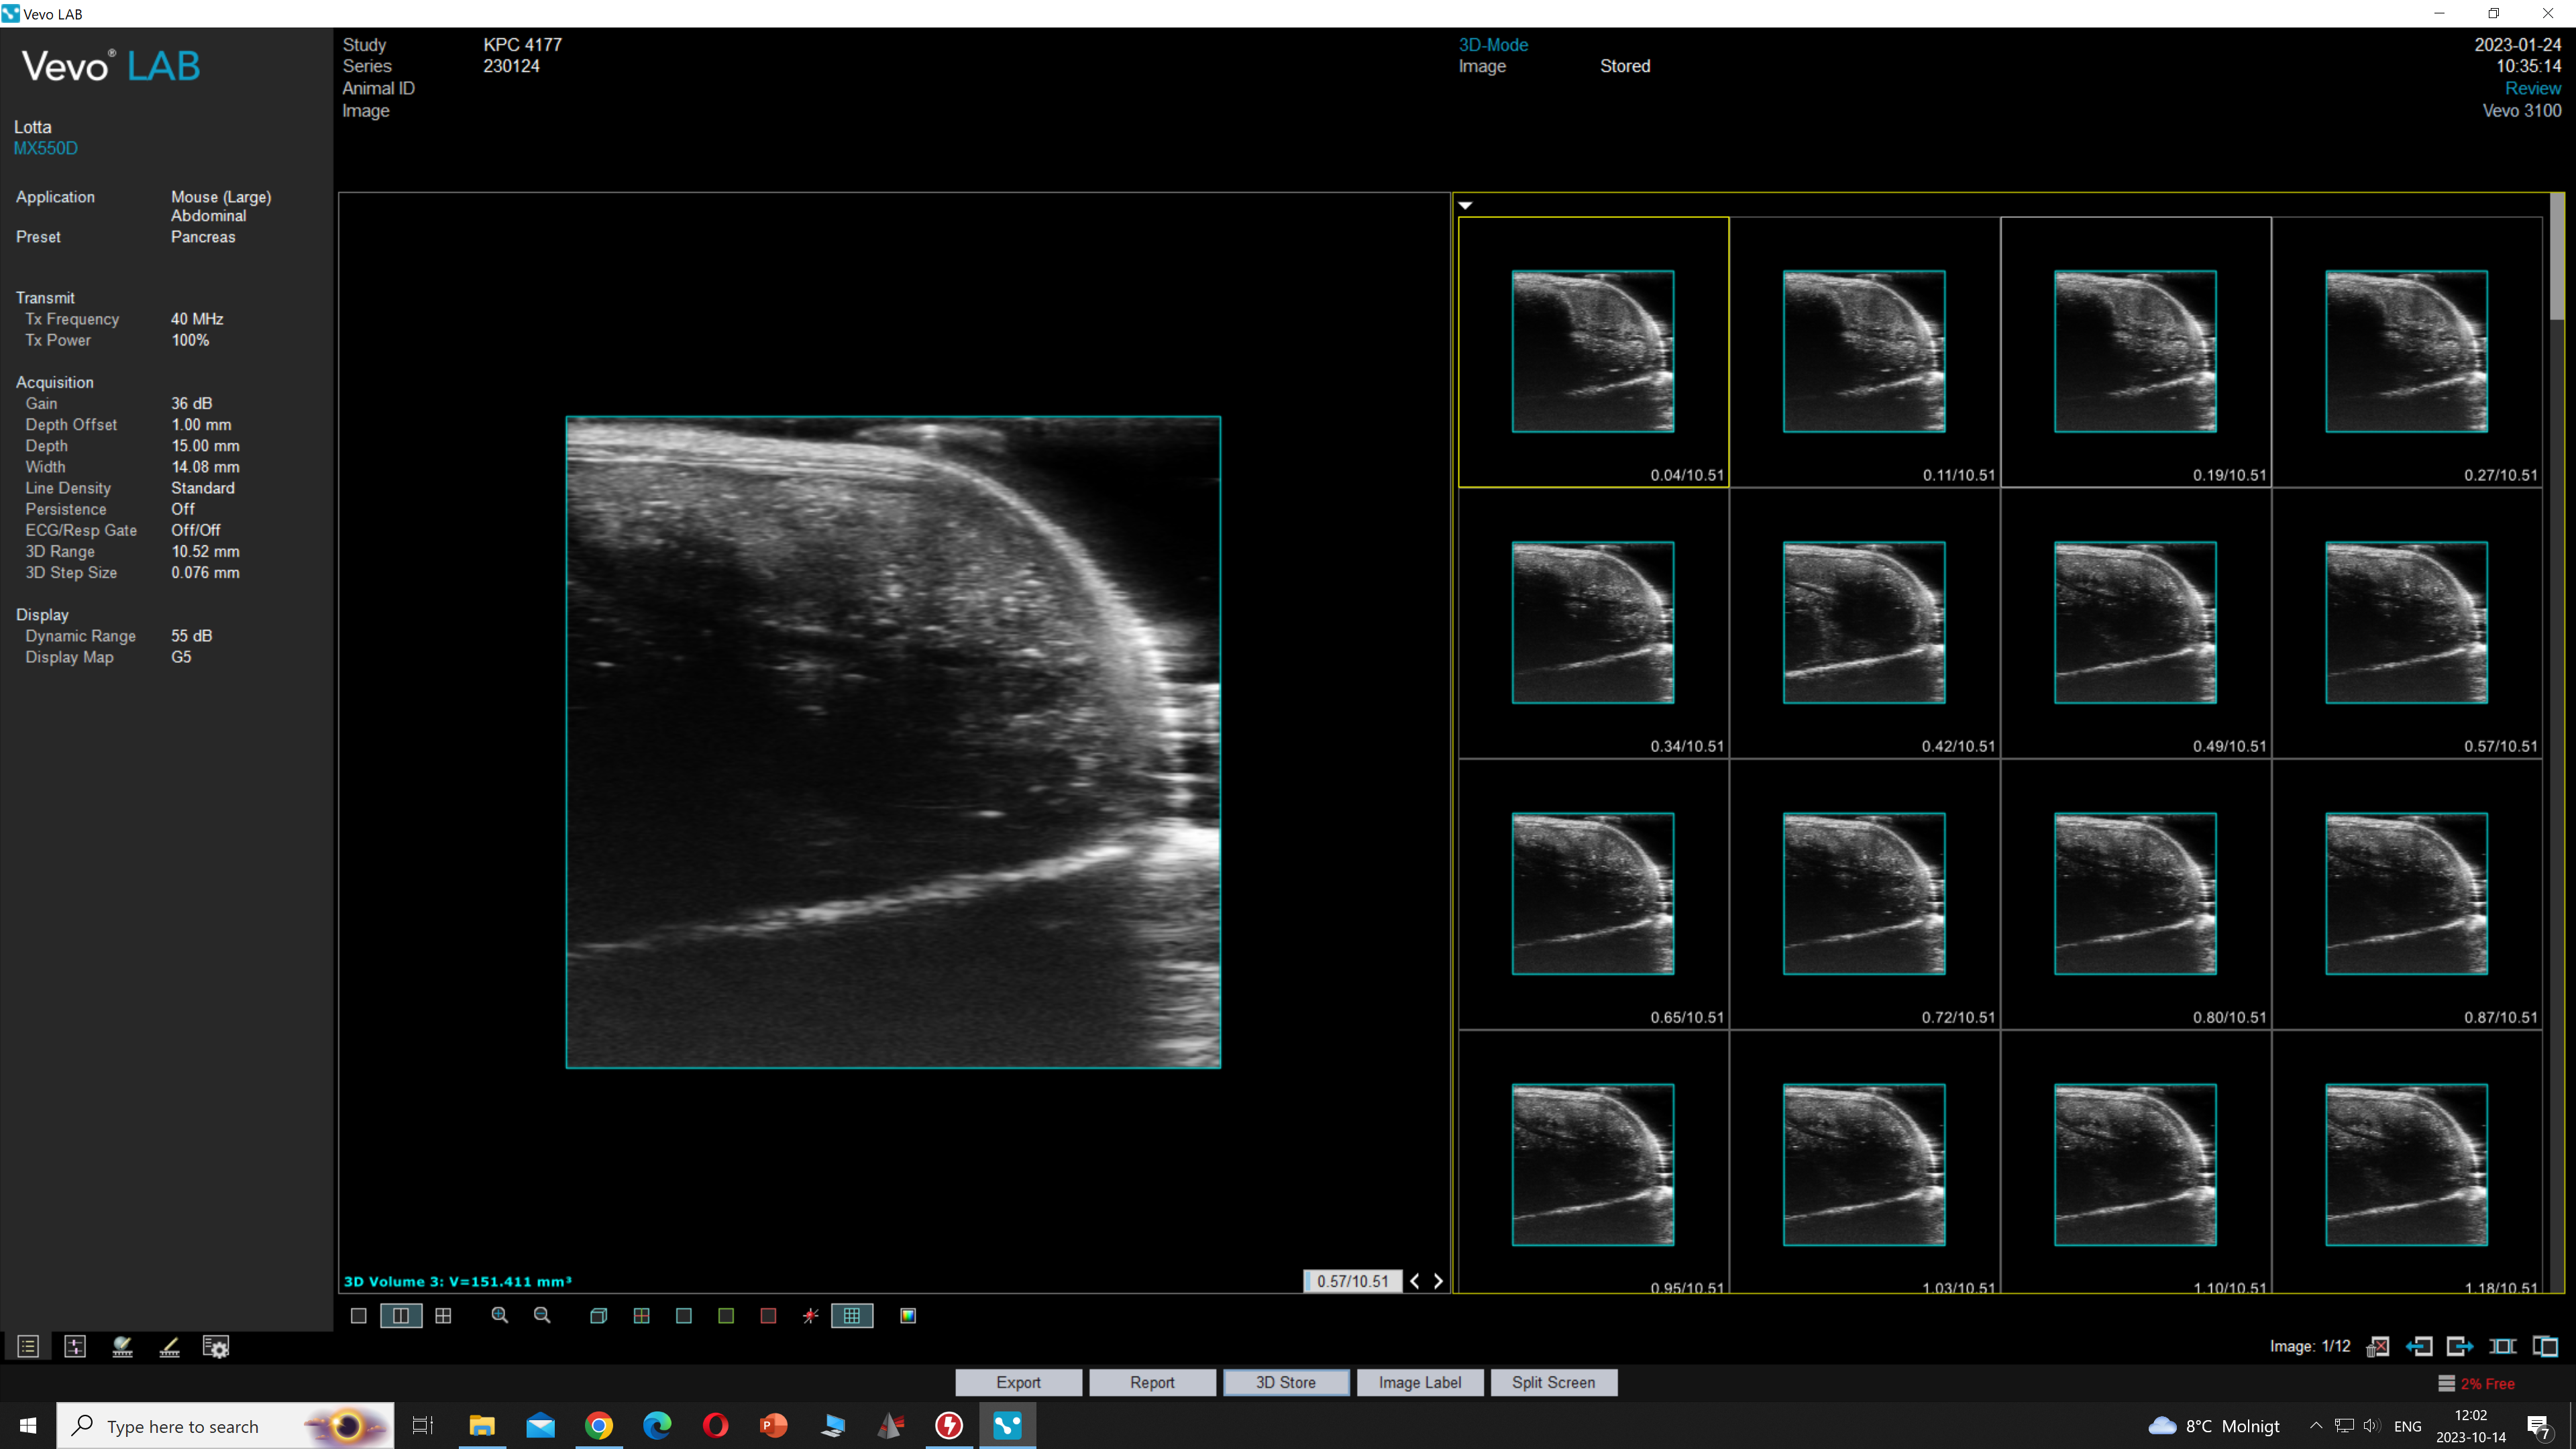 Vevo LAB
Vevo® LAB
Lotta
MX550D
Application Mouse (Large)
Abdominal
Preset Pancreas
Transmit
Tx Frequency 40 MHz
Tx Power 100%
Acquisition
Gain 36 dB
Depth Offset 1.00 mm
Depth 15.00 mm
Width 14.08 mm
Line Density Standard
Persistence Off
ECG/Resp Gate Off/Off
3D Range 10.52 mm
3D Step Size 0.076 mm
Display
Dynamic Range 55 dB
Display Map G5
Study KPC 4177
Series 230124
Animal ID
Image
3D-Mode
Image Stored
2023-01-24
10:35:14
Review
Vevo 3100
3D Volume 3: V=151.411 mm³
0.57/10.51
0.04/10.51 0.11/10.51 0.19/10.51 0.27/10.51
0.34/10.51 0.42/10.51 0.49/10.51 0.57/10.51
0.65/10.51 0.72/10.51 0.80/10.51 0.87/10.51
0.95/10.51 1.03/10.51 1.10/10.51 1.18/10.51
Image: 1/12
Export Report 3D Store Image Label Split Screen
2% Free
Type here to search
8°C Molnigt
ENG
12:02
2023-10-14
7